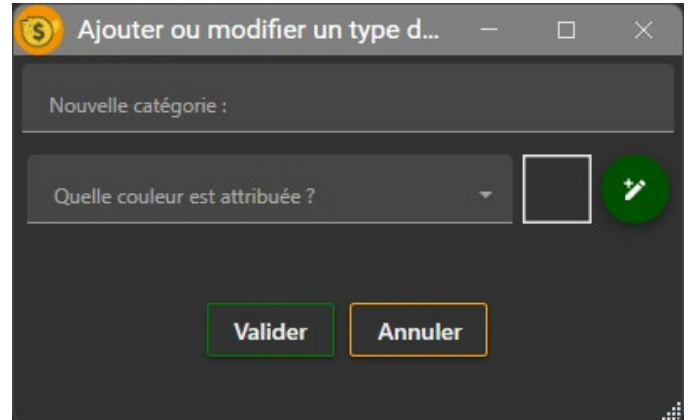 Ajouter ou modifier un type d...
Nouvelle catégorie :
Quelle couleur est attribuée ?
Valider
Annuler